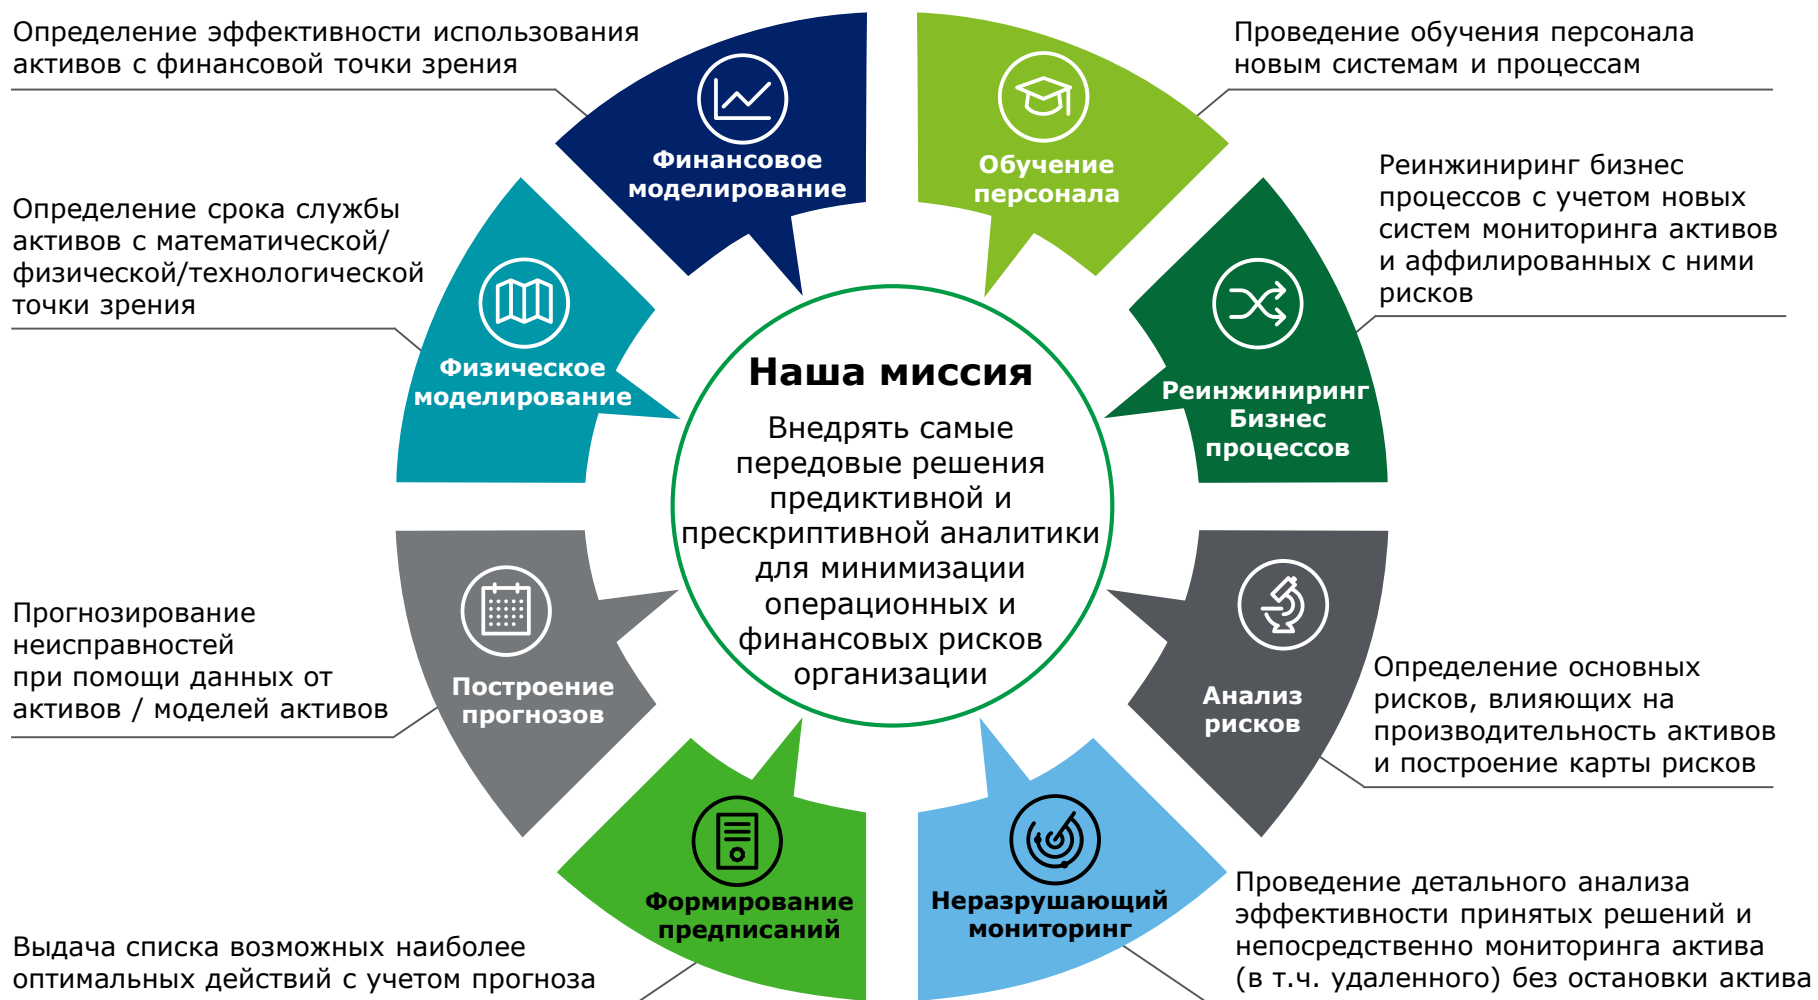 Определение эффективности использования
активов с финансовой точки зрения
Финансовое
моделирование
Обучение
персонала
Проведение обучения персонала
новым системам и процессам
Определение срока службы
активов с математической/
физической/технологической
точки зрения
Физическое
моделирование
Реинжиниринг
Бизнес
процессов
Реинжиниринг бизнес
процессов с учетом новых
систем мониторинга активов
и аффилированных с ними
рисков
Наша миссия
Внедрять самые
передовые решения
предиктивной и
прескриптивной аналитики
для минимизации
операционных и
финансовых рисков
организации
Прогнозирование
неисправностей
при помощи данных от
активов / моделей активов
Построение
прогнозов
Анализ
рисков
Определение основных
рисков, влияющих на
производительность активов
и построение карты рисков
Выдача списка возможных наиболее
оптимальных действий с учетом прогноза
Формирование
предписаний
Неразрушающий
мониторинг
Проведение детального анализа
эффективности принятых решений и
непосредственно мониторинга актива
(в т.ч. удаленного) без остановки актива